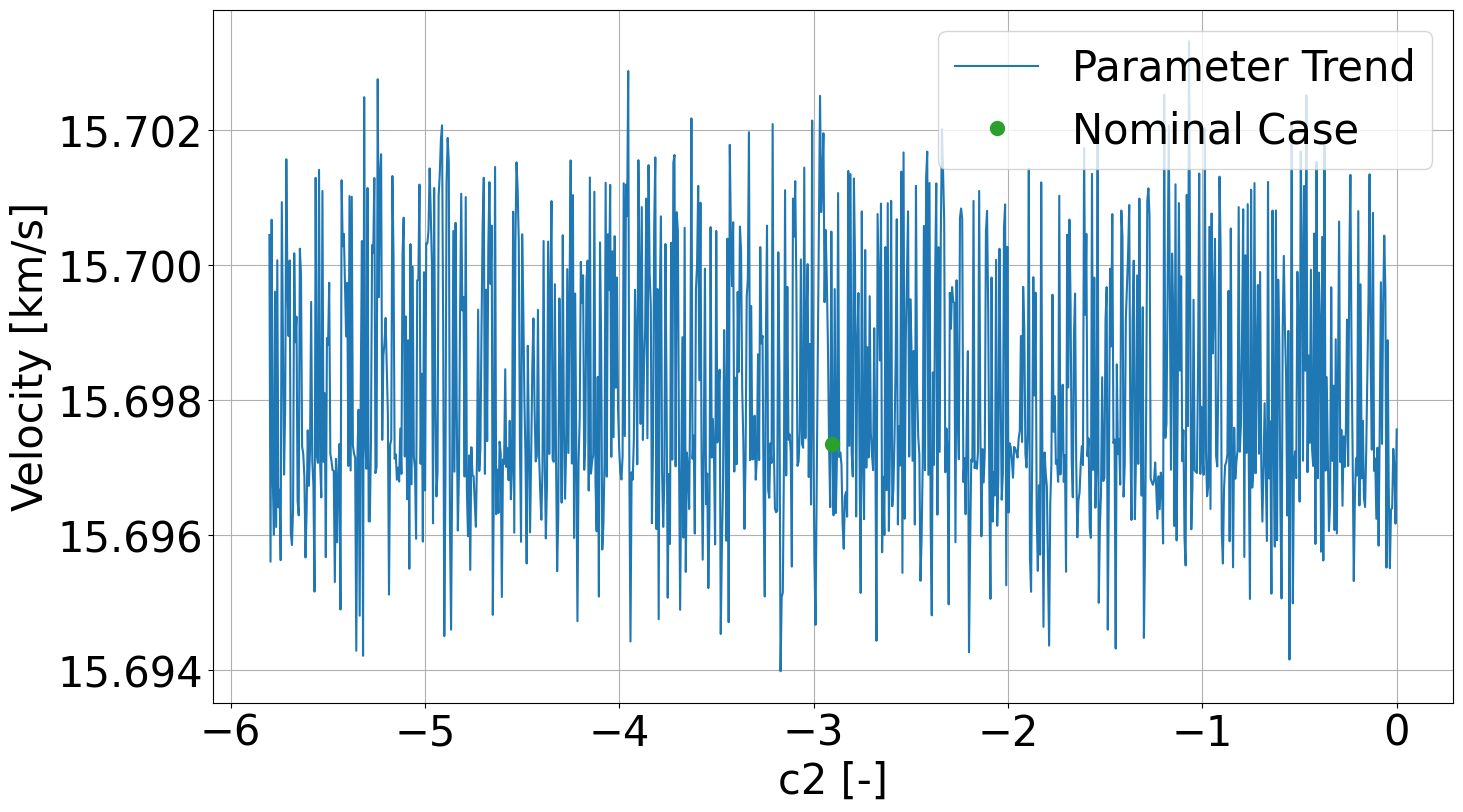 Parameter Trend
Nominal Case
Velocity [km/s]
15.702
15.700
15.698
15.696
15.694
−6 −5 −4 −3 −2 −1 0
c2 [-]